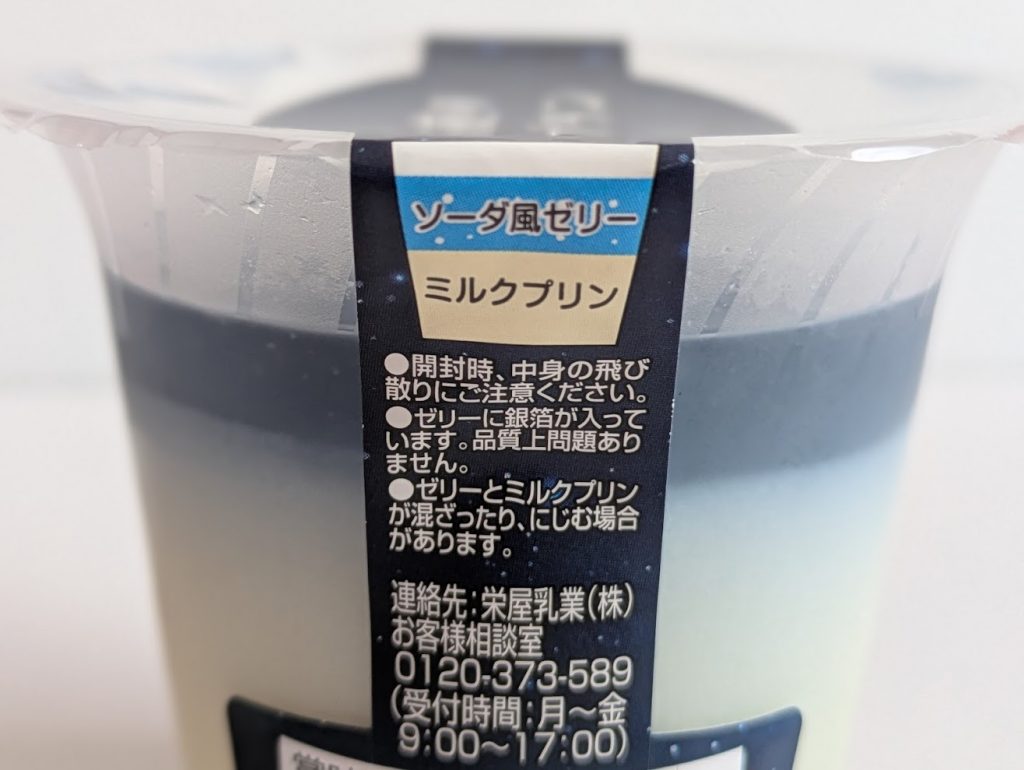 ソーダ風ゼリー
ミルクプリン
●開封時、中身の飛び
散りにご注意ください。
●ゼリーに銀箔が入って
います。品質上問題あり
ません。
●ゼリーとミルクプリン
が混ざったり、にじむ場合
があります。
連絡先:栄屋乳業(株)
お客様相談室
0120-373-589
(受付時間:月〜金
9:00〜17:00)